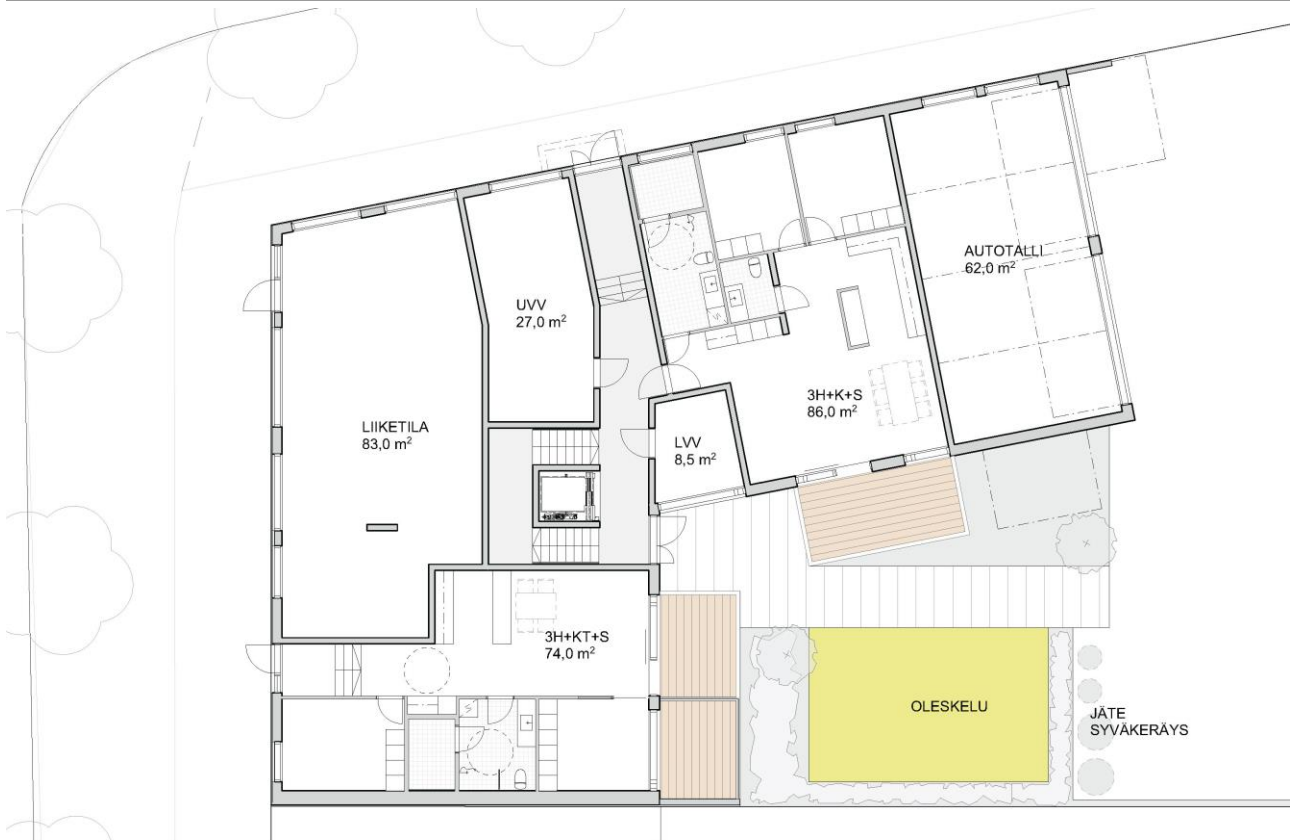 AUTOTALLI
62,0 m²
UVV
27,0 m²
3H+K+S
86,0 m²
LIIKETILA
83,0 m²
LVV
8,5 m²
3H+KT+S
74,0 m²
OLESKELU
JÄTE
SYVÄKERÄYS